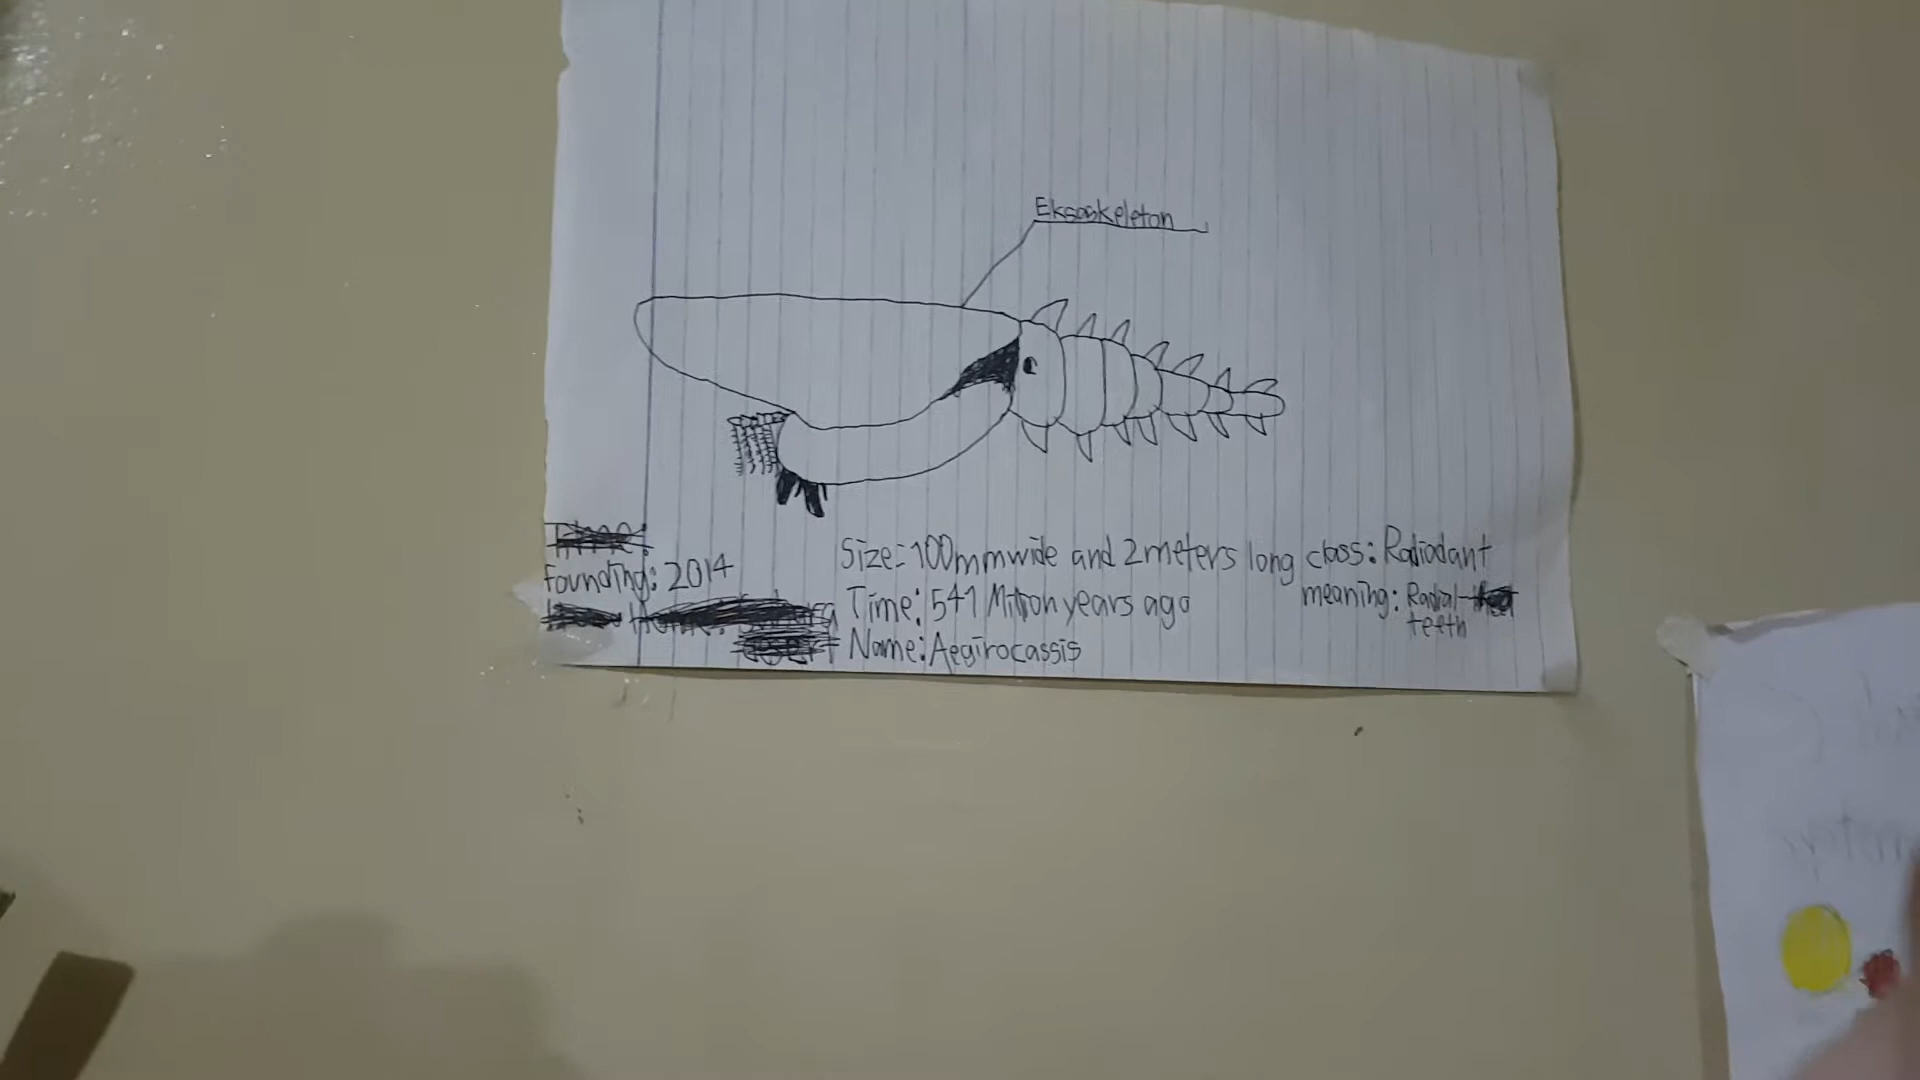 Eksoskeleton
Founding: 2014
Size=100mm wide and 2 meters long
Time: 541 Million years ago
Name: Aegirocassis
class: Radiodant
meaning: Radial
teeth